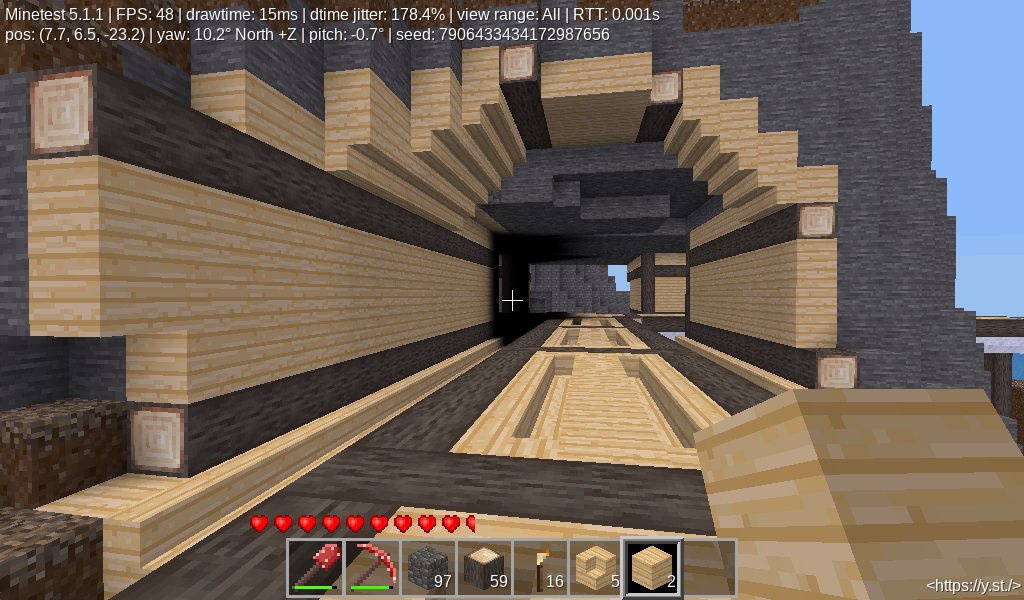 Minetest 5.1.1 | FPS: 48 | drawtime: 15ms | dtime jitter: 178.4% | view range: All | RTT: 0.001s
pos: (7.7, 6.5, -23.2) | yaw: 10.2° North +Z | pitch: -0.7° | seed: 7906433434172987656
97 59 16 5 2
<https://y.st./>